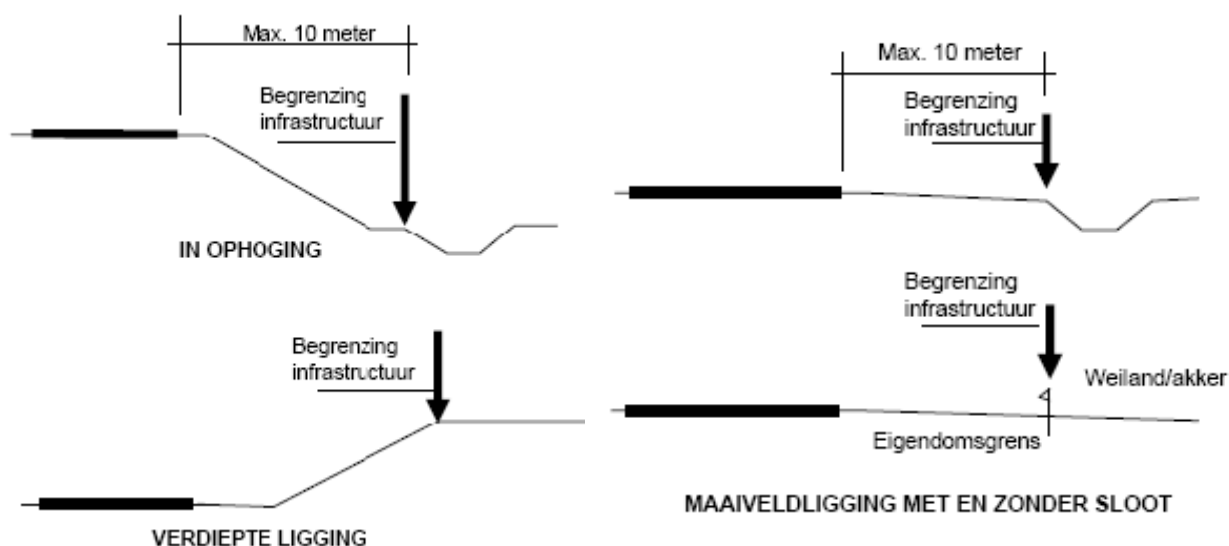 Max. 10 meter
Begrenzing
infrastructuur
IN OPHOGING
Begrenzing
infrastructuur
VERDIEPTE LIGGING
Max. 10 meter
Begrenzing
infrastructuur
Begrenzing
infrastructuur
Weiland/akker
Eigendomsgrens
MAAIVELDLIGGING MET EN ZONDER SLOOT